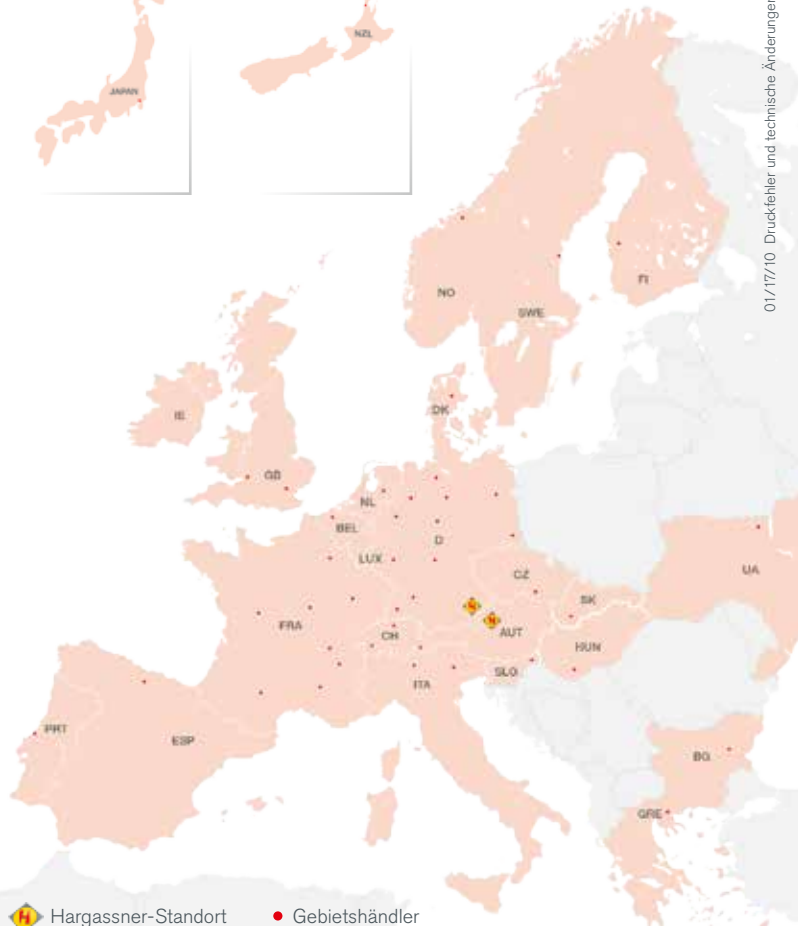 JAPAN
NZL
01/17/10 Druckfehler und technische Änderungen
NO
SWE
FI
IE
GB
DK
NL
BEL
D
LUX
CZ
SK
UA
FRA
CH
AUT
HUN
SLO
ITA
PRT
ESP
BG
GRE
H Hargassner-Standort
Gebietshändler